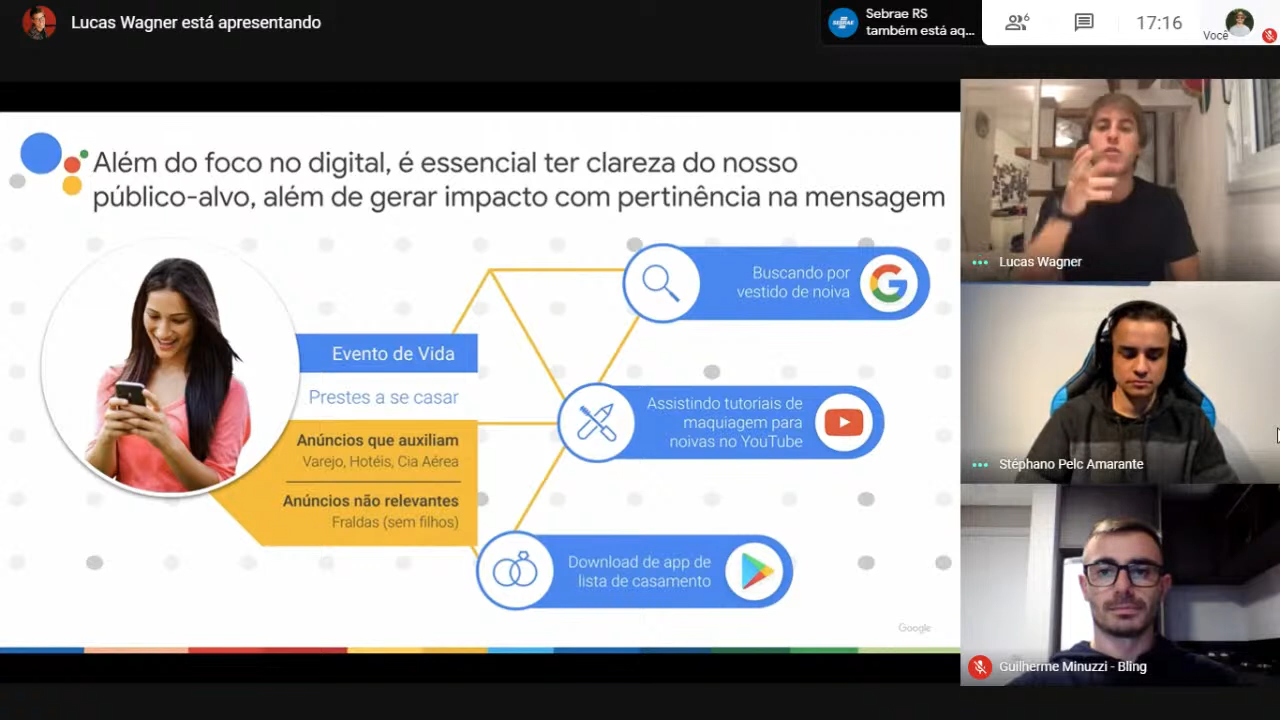 Lucas Wagner está apresentando
Sebrae RS
também está aq...
6
17:16
Você
SEBRAE
Além do foco no digital, é essencial ter clareza do nosso
público-alvo, além de gerar impacto com pertinência na mensagem
Evento de Vida
Prestes a se casar
Anúncios que auxiliam
Varejo, Hotéis, Cia Aérea
Anúncios não relevantes
Fraldas (sem filhos)
Buscando por
vestido de noiva
G
Assistindo tutoriais de
maquiagem para
noivas no YouTube
Download de app de
lista de casamento
Google
Lucas Wagner
Stéphano Pelc Amarante
Guilherme Minuzzi - Bling